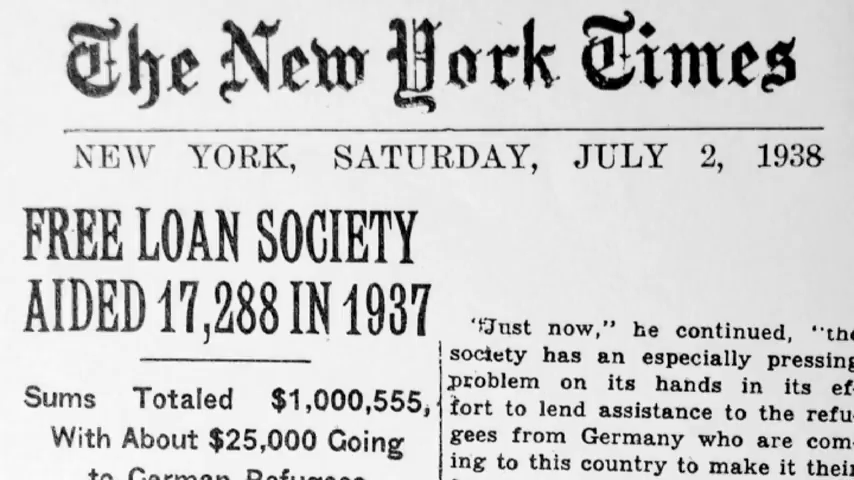 The New York Times
NEW YORK, SATURDAY, JULY 2, 1938
FREE LOAN SOCIETY
AIDED 17,288 IN 1937
Sums Totaled $1,000,555,
With About $25,000 Going
to German Refugees
"Just now," he continued, "the
society has an especially pressing
problem on its hands in its ef-
fort to lend assistance to the refu-
gees from Germany who are com-
ing to this country to make it their